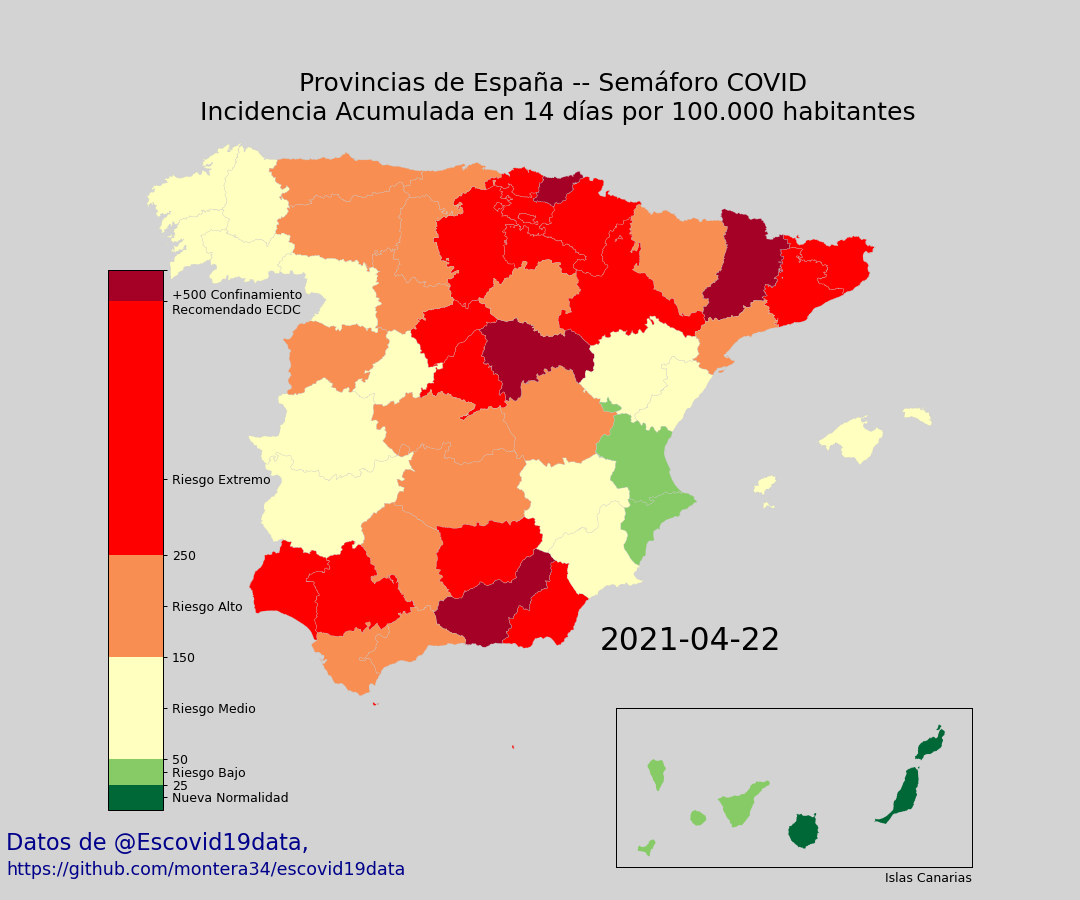 Provincias de España -- Semáforo COVID
Incidencia Acumulada en 14 días por 100.000 habitantes
+500 Confinamiento
Recomendado ECDC
Riesgo Extremo
250
Riesgo Alto
150
Riesgo Medio
50
Riesgo Bajo
25
Nueva Normalidad
2021-04-22
Islas Canarias
Datos de @Escovid19data,
https://github.com/montera34/escovid19data